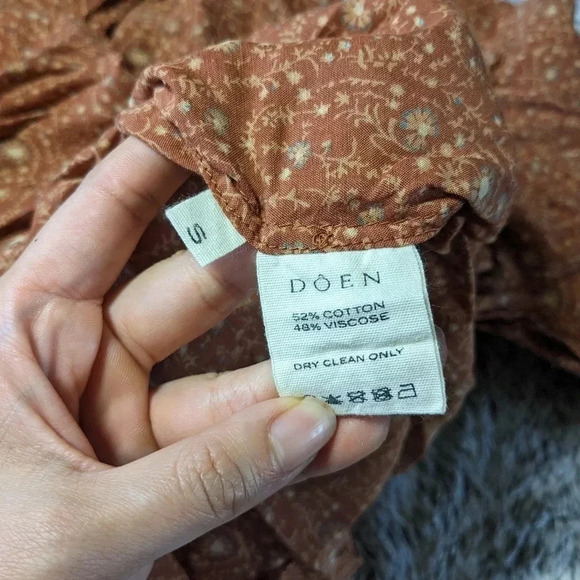 S
DÔEN
52% COTTON
48% VISCOSE
DRY CLEAN ONLY